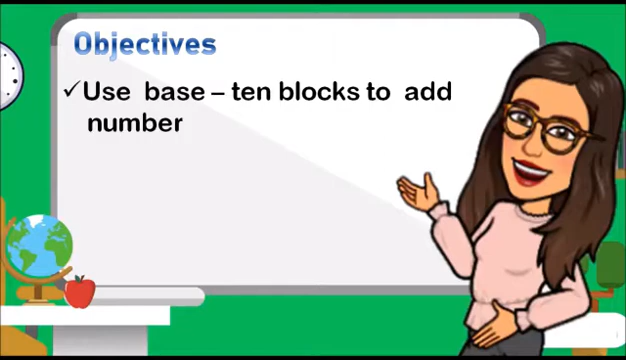 Objectives
✓Use base – ten blocks to add
number